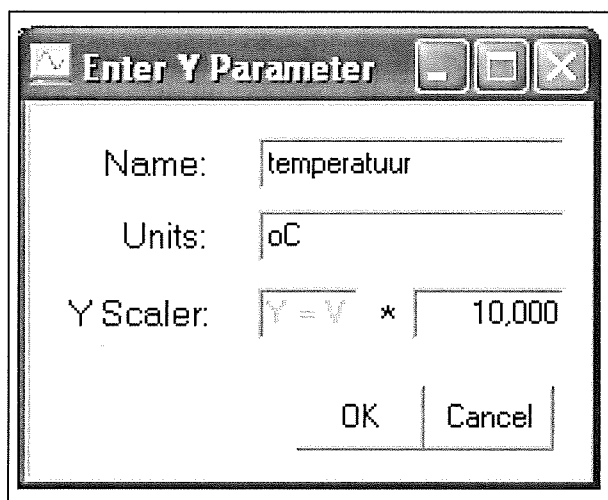 Enter Y Parameter
Name: temperatuur
Units: oC
Y Scaler: Y = V * 10,000
OK Cancel